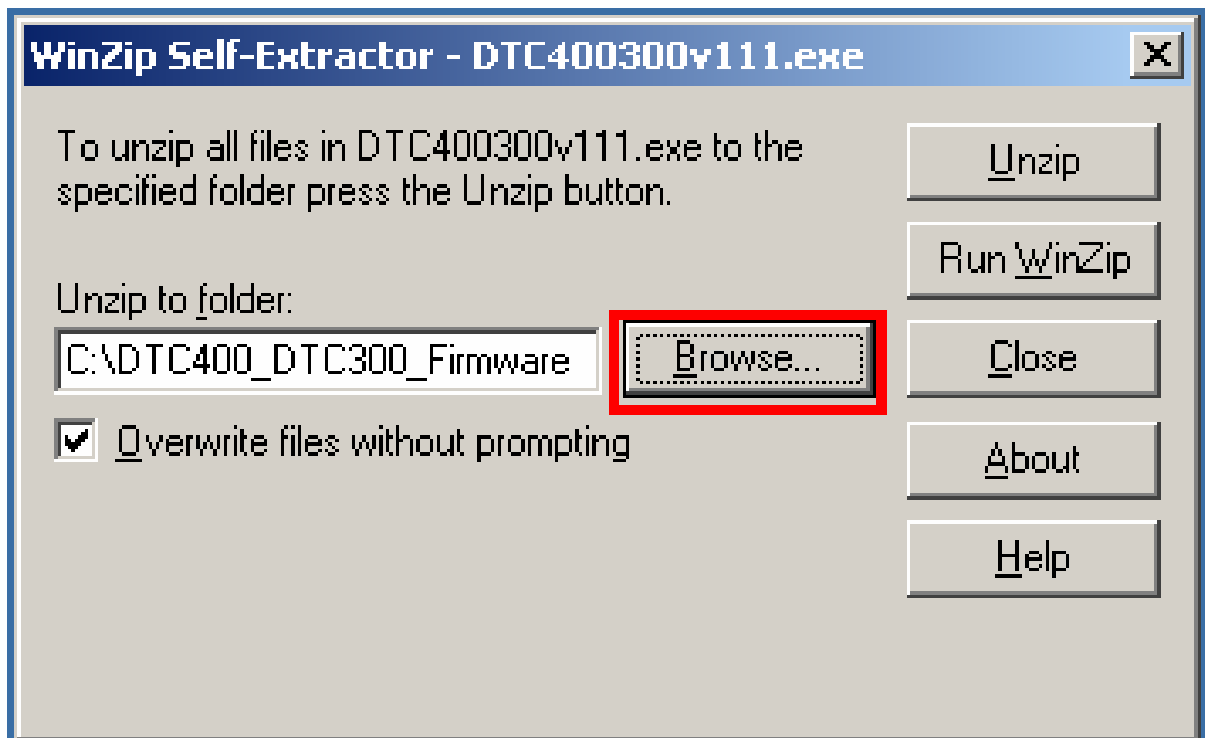 WinZip Self-Extractor - DTC400300v111.exe
To unzip all files in DTC400300v111.exe to the
specified folder press the Unzip button.
Unzip to folder:
C:\DTC400_DTC300_Firmware
Browse...
Overwrite files without prompting
Unzip
Run WinZip
Close
About
Help